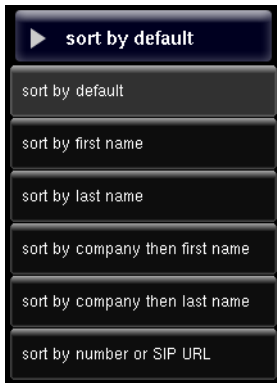 sort by default
sort by default
sort by first name
sort by last name
sort by company then first name
sort by company then last name
sort by number or SIP URL